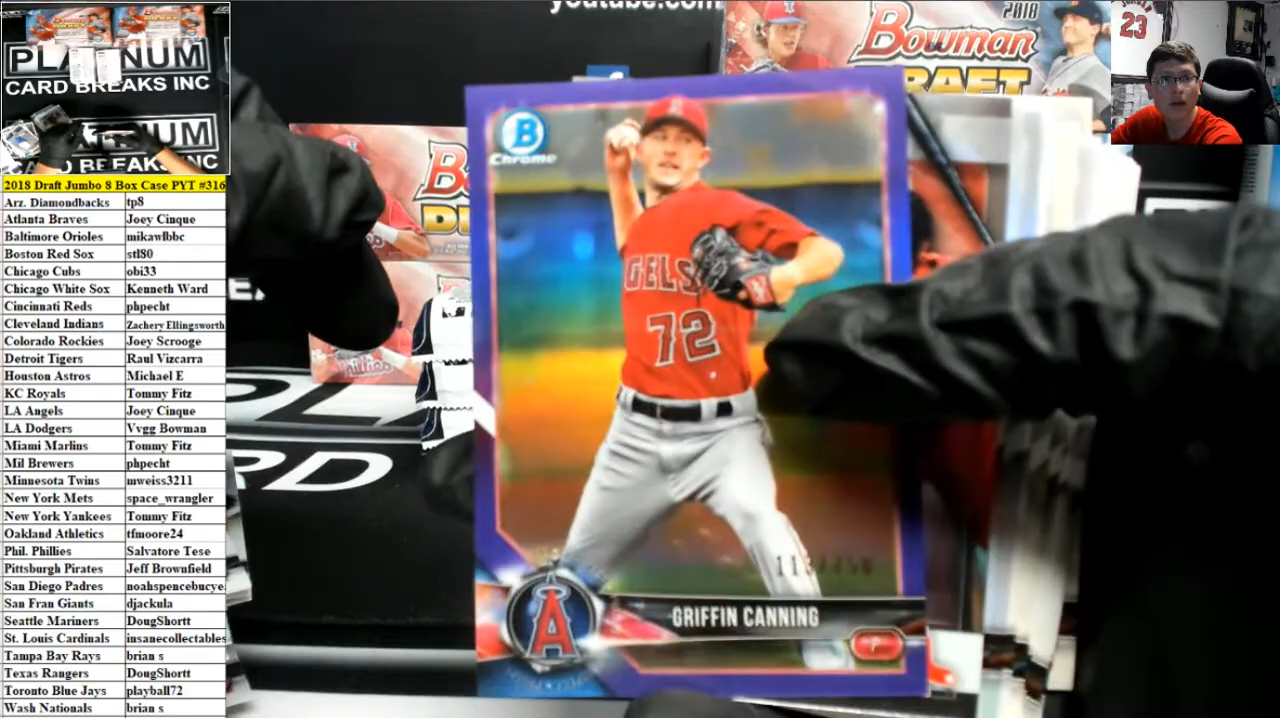 youtube.com
PLATINUM
CARD BREAKS INC
2018 Draft Jumbo 8 Box Case PYT #316
Arz. Diamondbacks tp8
Atlanta Braves Joey Cinque
Baltimore Orioles mikawlbbc
Boston Red Sox stl80
Chicago Cubs obi33
Chicago White Sox Kenneth Ward
Cincinnati Reds phpecht
Cleveland Indians Zachery Ellingsworth
Colorado Rockies Joey Scrooge
Detroit Tigers Raul Vizcarra
Houston Astros Michael E
KC Royals Tommy Fitz
LA Angels Joey Cinque
LA Dodgers Vvgg Bowman
Miami Marlins Tommy Fitz
Mil Brewers phpecht
Minnesota Twins mweiss3211
New York Mets space_wrangler
New York Yankees Tommy Fitz
Oakland Athletics tfmoore24
Phil. Phillies Salvatore Tese
Pittsburgh Pirates Jeff Brownfield
San Diego Padres noahspencebucye
San Fran Giants djackula
Seattle Mariners DougShortt
St. Louis Cardinals insanecollectables
Tampa Bay Rays brian s
Texas Rangers DougShortt
Toronto Blue Jays playball72
Wash Nationals brian s
2018
Bowman
DRAFT
23
B
Chrome
GELS
72
A
GRIFFIN CANNING
P
Phillies
RD